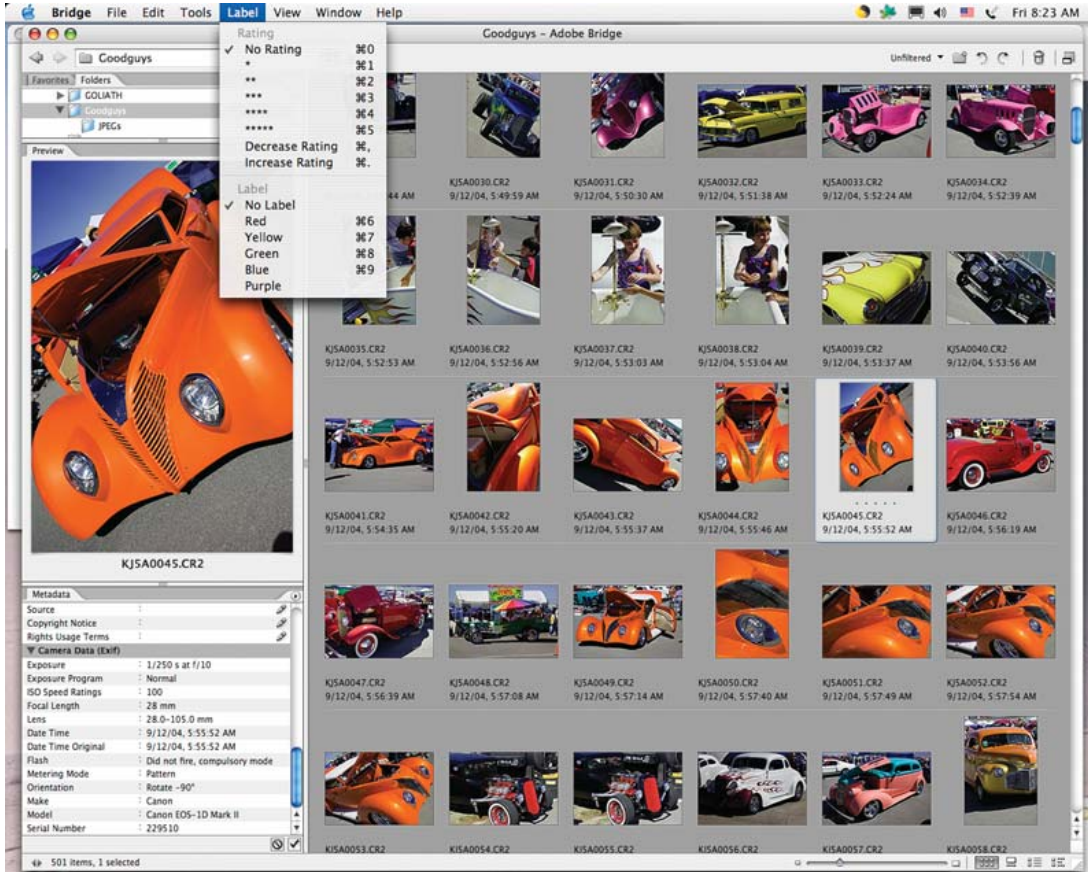 Bridge File Edit Tools Label View Window Help Fri 8:23 AM
Goodguys – Adobe Bridge
Goodguys
Unfiltered
Favorites Folders
GOLIATH
Goodguys
JPEGs
Preview
KJ5A0045.CR2
Rating
✓ No Rating ⌘0
* ⌘1
** ⌘2
*** ⌘3
**** ⌘4
***** ⌘5
Decrease Rating ⌘,
Increase Rating ⌘.
Label
✓ No Label
Red ⌘6
Yellow ⌘7
Green ⌘8
Blue ⌘9
Purple
44 AM
KJ5A0030.CR2 KJ5A0031.CR2 KJ5A0032.CR2 KJ5A0033.CR2 KJ5A0034.CR2
9/12/04, 5:49:59 AM 9/12/04, 5:50:30 AM 9/12/04, 5:51:38 AM 9/12/04, 5:52:24 AM 9/12/04, 5:52:39 AM
KJ5A0035.CR2 KJ5A0036.CR2 KJ5A0037.CR2 KJ5A0038.CR2 KJ5A0039.CR2 KJ5A0040.CR2
9/12/04, 5:52:53 AM 9/12/04, 5:52:56 AM 9/12/04, 5:53:03 AM 9/12/04, 5:53:04 AM 9/12/04, 5:53:37 AM 9/12/04, 5:53:56 AM
KJ5A0041.CR2 KJ5A0042.CR2 KJ5A0043.CR2 KJ5A0044.CR2 KJ5A0045.CR2 KJ5A0046.CR2
9/12/04, 5:54:35 AM 9/12/04, 5:55:20 AM 9/12/04, 5:55:37 AM 9/12/04, 5:55:46 AM 9/12/04, 5:55:52 AM 9/12/04, 5:56:19 AM
KJ5A0047.CR2 KJ5A0048.CR2 KJ5A0049.CR2 KJ5A0050.CR2 KJ5A0051.CR2 KJ5A0052.CR2
9/12/04, 5:56:39 AM 9/12/04, 5:57:08 AM 9/12/04, 5:57:14 AM 9/12/04, 5:57:40 AM 9/12/04, 5:57:49 AM 9/12/04, 5:57:54 AM
KJ5A0053.CR2 KJ5A0054.CR2 KJ5A0055.CR2 KJ5A0056.CR2 KJ5A0057.CR2 KJ5A0058.CR2
Metadata
Source :
Copyright Notice :
Rights Usage Terms :
Camera Data (Exif)
Exposure : 1/250 s at f/10
Exposure Program : Normal
ISO Speed Ratings : 100
Focal Length : 28 mm
Lens : 28.0-105.0 mm
Date Time : 9/12/04, 5:55:52 AM
Date Time Original : 9/12/04, 5:55:52 AM
Flash : Did not fire, compulsory mode
Metering Mode : Pattern
Orientation : Rotate -90°
Make : Canon
Model : Canon EOS-1D Mark II
Serial Number : 229510
501 items, 1 selected